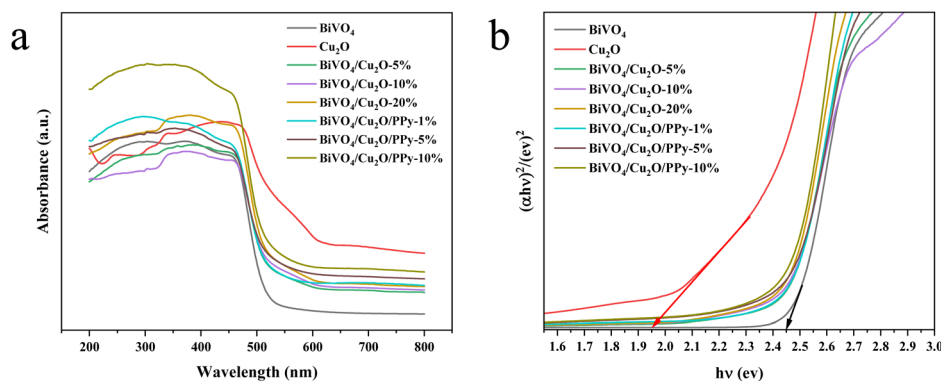 a
Absorbance (a.u.)
BiVO₄
Cu₂O
BiVO₄/Cu₂O-5%
BiVO₄/Cu₂O-10%
BiVO₄/Cu₂O-20%
BiVO₄/Cu₂O/PPy-1%
BiVO₄/Cu₂O/PPy-5%
BiVO₄/Cu₂O/PPy-10%
200 300 400 500 600 700 800
Wavelength (nm)
b
(αhν)²/(ev)²
BiVO₄
Cu₂O
BiVO₄/Cu₂O-5%
BiVO₄/Cu₂O-10%
BiVO₄/Cu₂O-20%
BiVO₄/Cu₂O/PPy-1%
BiVO₄/Cu₂O/PPy-5%
BiVO₄/Cu₂O/PPy-10%
1.6 1.7 1.8 1.9 2.0 2.1 2.2 2.3 2.4 2.5 2.6 2.7 2.8 2.9 3.0
hν (ev)